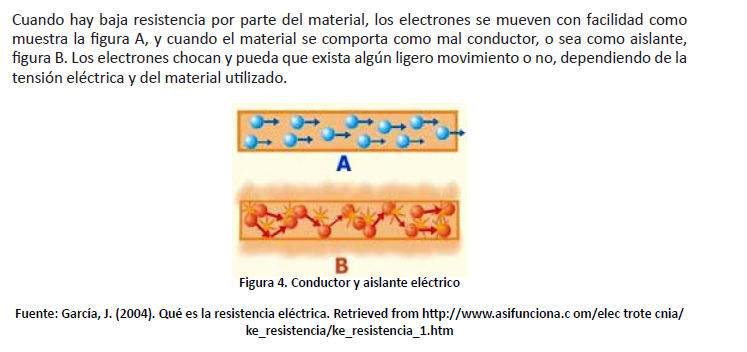 Cuando hay baja resistencia por parte del material, los electrones se mueven con facilidad como
muestra la figura A, y cuando el material se comporta como mal conductor, o sea como aislante,
figura B. Los electrones chocan y pueda que exista algún ligero movimiento o no, dependiendo de la
tensión eléctrica y del material utilizado.
A
B
Figura 4. Conductor y aislante eléctrico
Fuente: García, J. (2004). Qué es la resistencia eléctrica. Retrieved from http://www.asifunciona.c om/elec trote cnia/
ke_resistencia/ke_resistencia_1.htm